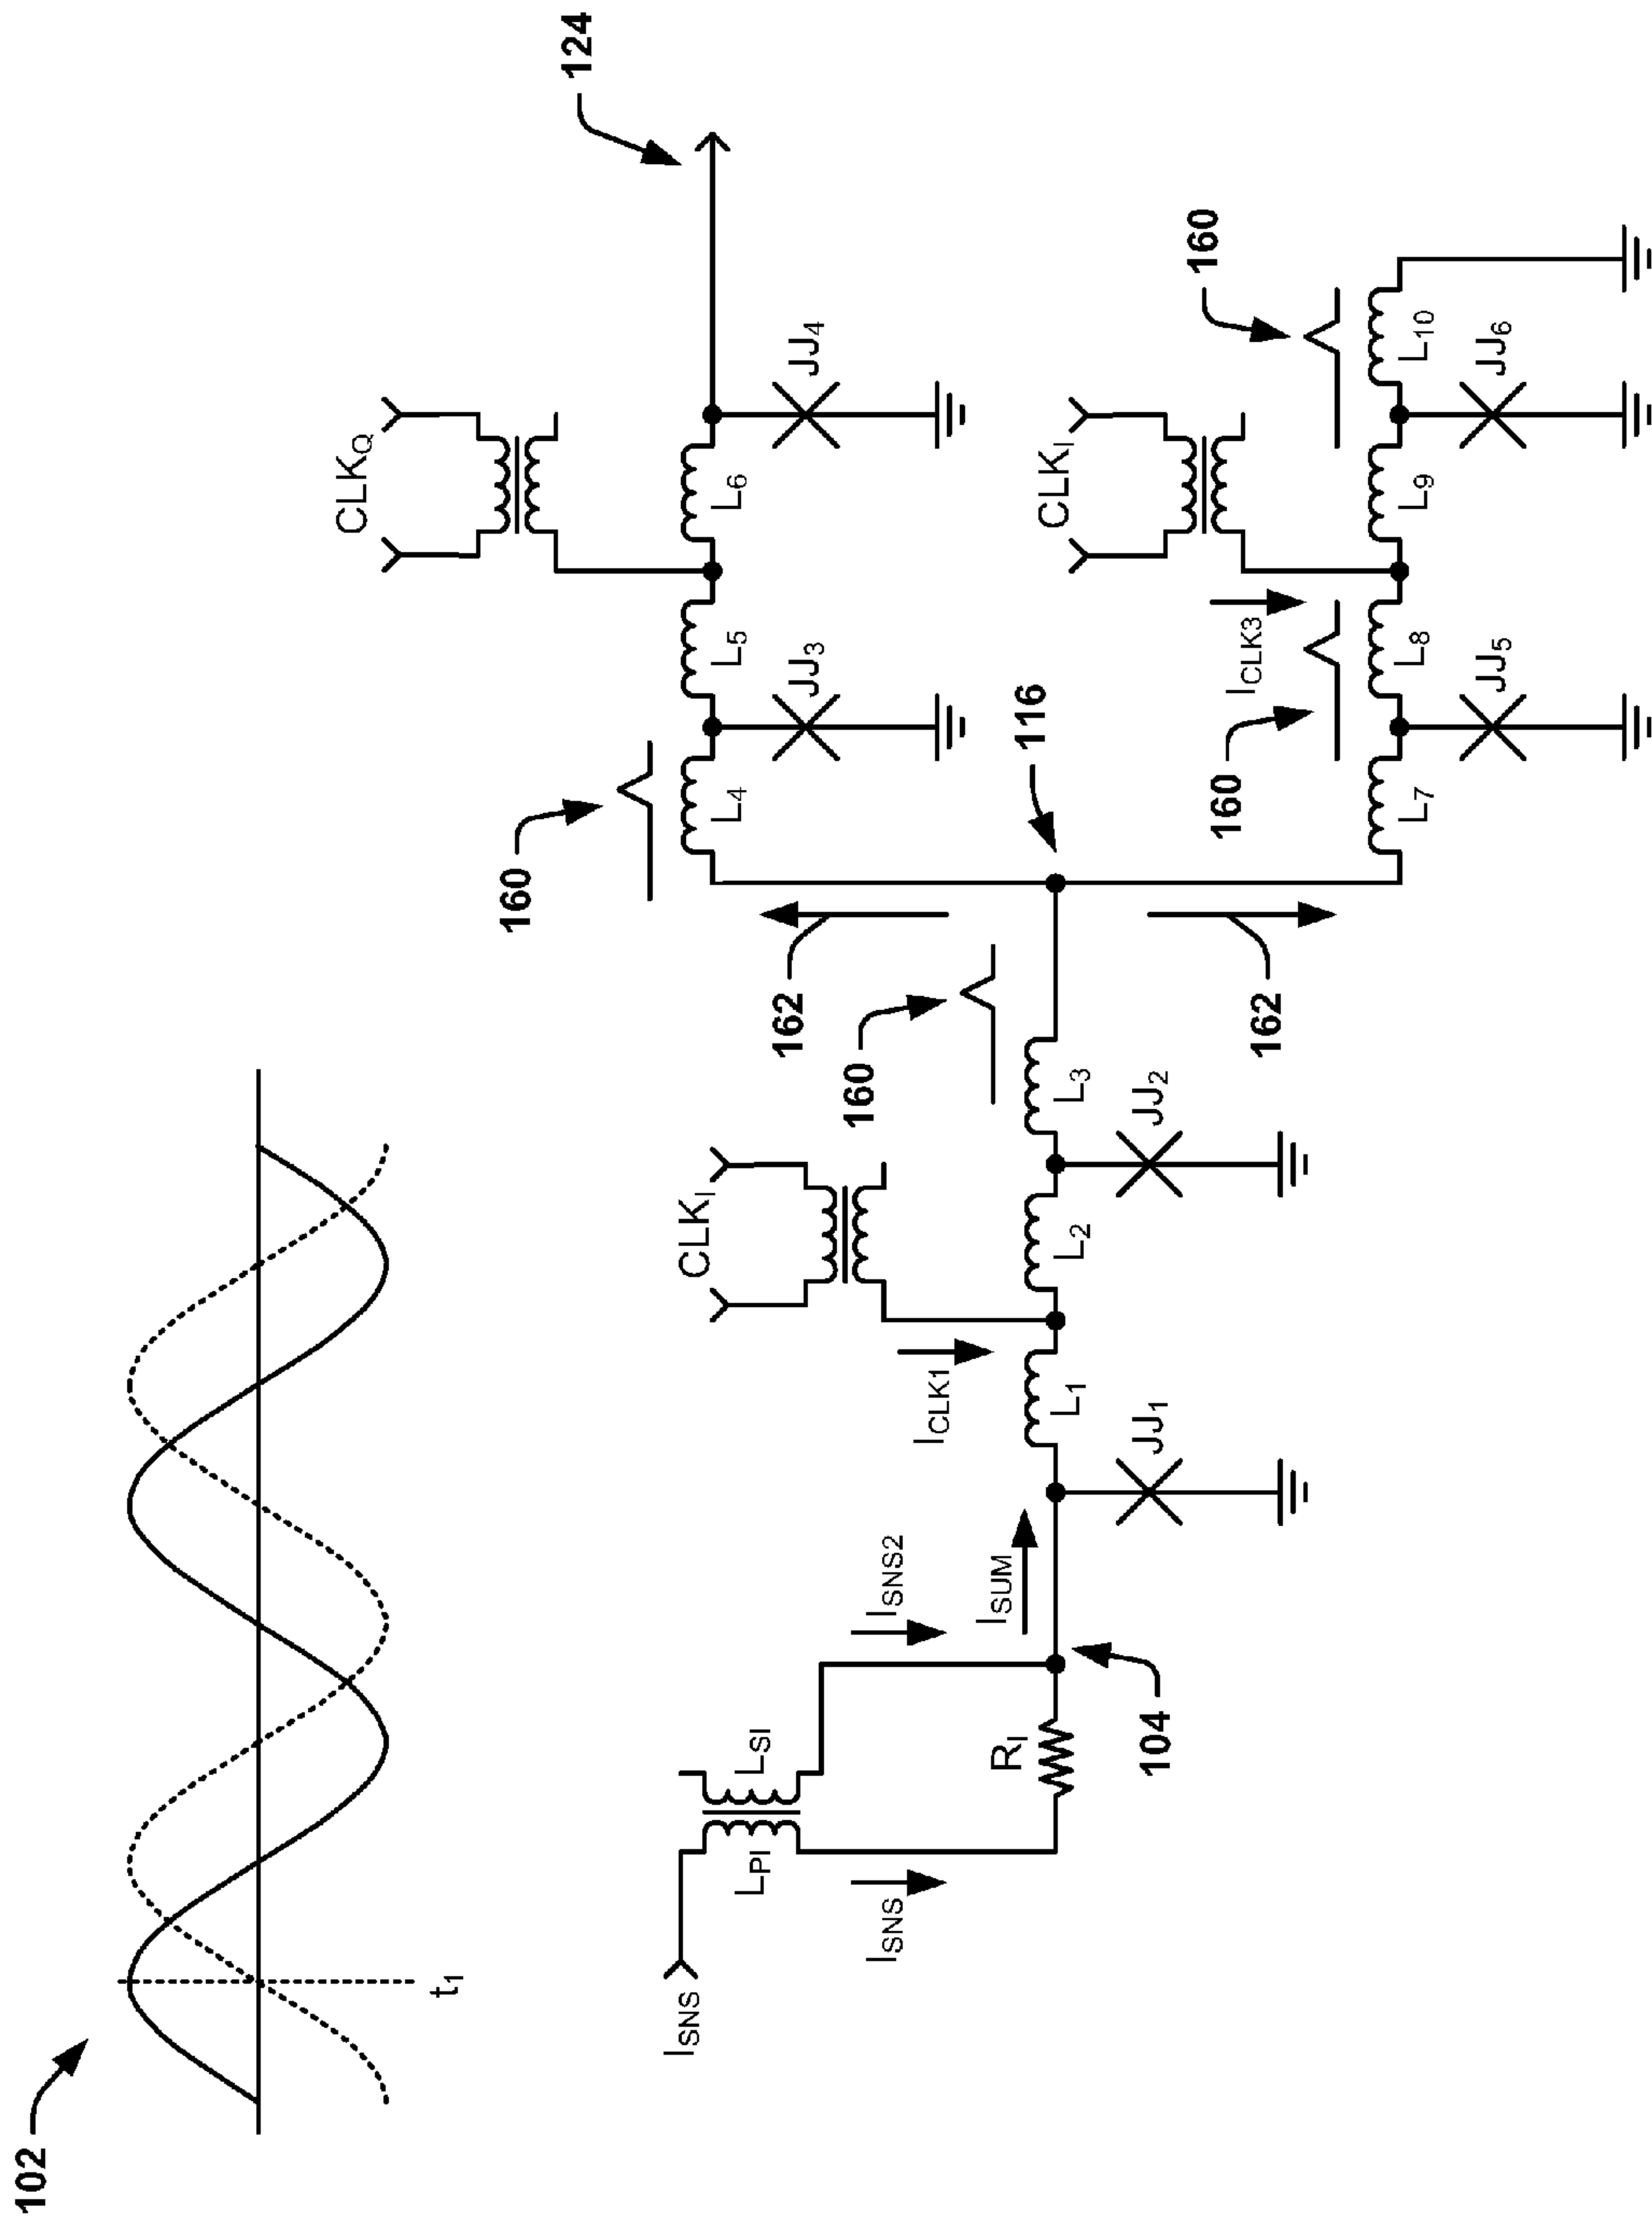 102
t1
124
CLKQ
160
L4
L5
L6
JJ3
JJ4
CLKI
160
162
116
CLKI
160
ISNS
LPI
LSI
ISNS
ISNS2
ICLK1
ISUM
RI
L1
L2
L3
104
JJ1
JJ2
162
160
ICLK3
L7
L8
L9
L10
JJ5
JJ6